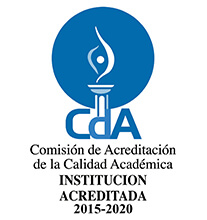 CdA
Comisión de Acreditación
de la Calidad Académica
INSTITUCION
ACREDITADA
2015-2020